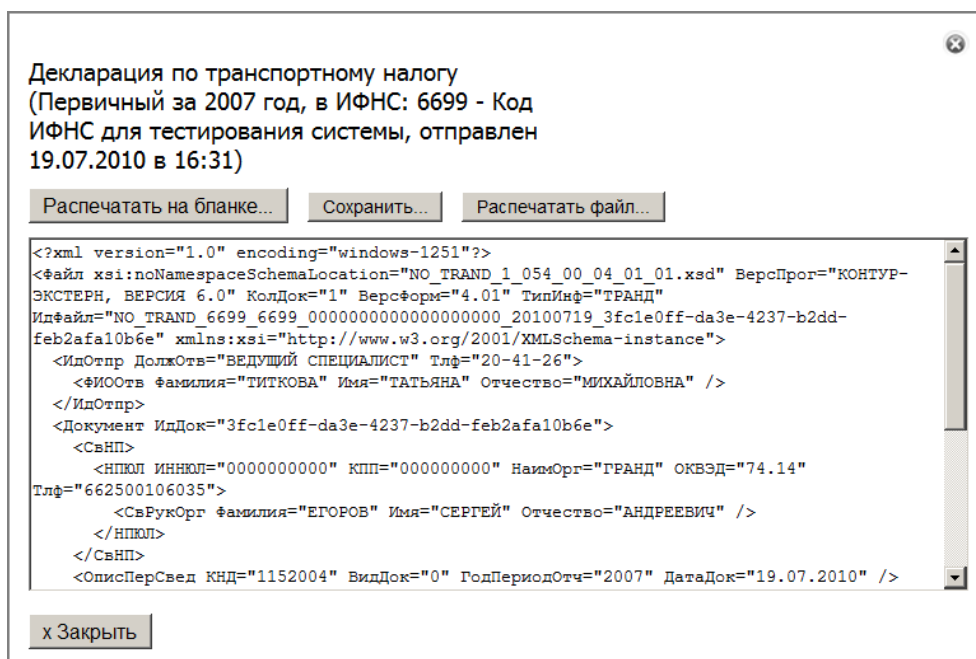 Декларация по транспортному налогу
(Первичный за 2007 год, в ИФНС: 6699 - Код
ИФНС для тестирования системы, отправлен
19.07.2010 в 16:31)
Распечатать на бланке... Сохранить... Распечатать файл...
<?xml version="1.0" encoding="windows-1251"?>
<Файл xsi:noNamespaceSchemaLocation="NO_TRAND_1_054_00_04_01_01.xsd" ВерсПрог="КОНТУР-
ЭКСТЕРН, ВЕРСИЯ 6.0" КолДок="1" ВерсФорм="4.01" ТипИнф="ТРАНД"
ИдФайл="NO_TRAND_6699_6699_0000000000000000000_20100719_3fc1e0ff-da3e-4237-b2dd-
feb2afa10b6e" xmlns:xsi="http://www.w3.org/2001/XMLSchema-instance">
<ИдОтпр ДолжОтв="ВЕДУЩИЙ СПЕЦИАЛИСТ" Тлф="20-41-26">
<ФИООтв Фамилия="ТИТКОВА" Имя="ТАТЬЯНА" Отчество="МИХАЙЛОВНА" />
</ИдОтпр>
<Документ ИдДок="3fc1e0ff-da3e-4237-b2dd-feb2afa10b6e">
<СвНП>
<НПЮЛ ИННЮЛ="0000000000" КПП="000000000" НаимОрг="ГРАНД" ОКВЭД="74.14"
Тлф="662500106035">
<СвРукОрг Фамилия="ЕГОРОВ" Имя="СЕРГЕЙ" Отчество="АНДРЕЕВИЧ" />
</НПЮЛ>
</СвНП>
<ОписПерСвед КНД="1152004" ВидДок="0" ГодПериодОтч="2007" ДатаДок="19.07.2010" />
x Закрыть